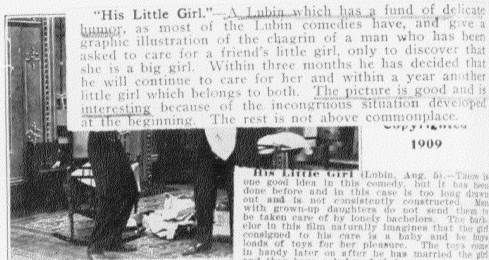 "His Little Girl."—A Lubin which has a fund of delicate
humor, as most of the Lubin comedies have, and give a
graphic illustration of the chagrin of a man who has been
asked to care for a friend's little girl, only to discover that
she is a big girl. Within three months he has decided that
he will continue to care for her and within a year another
little girl which belongs to both. The picture is good and is
interesting because of the incongruous situation developed
at the beginning. The rest is not above commonplace.
Copyrighted
1909
His Little Girl (Lubin, Aug. 5).—There is
one good idea in this comedy, but it has been
done before and in this case is too long drawn
out and is not consistently constructed. Men
with grown-up daughters do not send them to
be taken care of by lonely bachelors. The bach-
elor in this film naturally imagines that the girl
consigned to his care is a baby and he buys
loads of toys for her pleasure. The toys come
in handy later on after he has married the girl